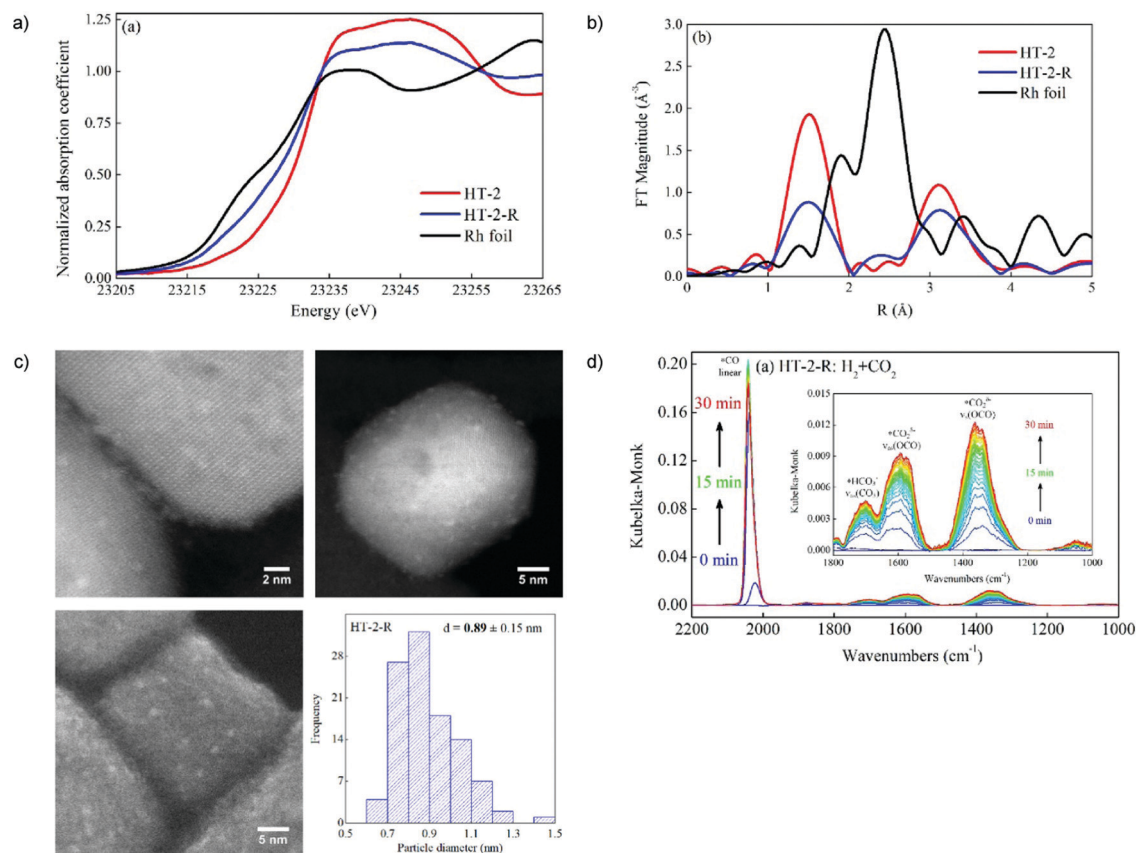 a)
(a)
1.25
1.00
0.75
0.50
0.25
0.00
Normalized absorption coefficient
HT-2
HT-2-R
Rh foil
23205 23215 23225 23235 23245 23255 23265
Energy (eV)
b)
(b)
3.0
2.5
2.0
1.5
1.0
0.5
0.0
FT Magnitude (Å⁻³)
HT-2
HT-2-R
Rh foil
0 1 2 3 4 5
R (Å)
c)
2 nm
5 nm
5 nm
HT-2-R
d = 0.89 ± 0.15 nm
28
21
14
7
0
Frequency
0.5 0.7 0.9 1.1 1.3 1.5
Particle diameter (nm)
d)
(a) HT-2-R: H₂+CO₂
*CO
linear
0.20
0.16
0.12
0.08
0.04
0.00
Kubelka-Monk
30 min
15 min
0 min
2200 2000 1800 1600 1400 1200 1000
Wavenumbers (cm⁻¹)
0.015
0.012
0.009
0.006
0.003
0.000
Kubelka-Monk
30 min
15 min
0 min
1800 1600 1400 1200 1000
Wavenumbers (cm⁻¹)